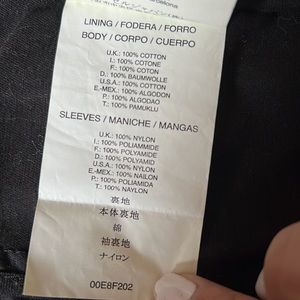 Barcelona
LINING / FODERA / FORRO
BODY / CORPO / CUERPO
U.K.: 100% COTTON
I.: 100% COTONE
F.: 100% COTON
D.: 100% BAUMWOLLE
U.S.A.: 100% COTTON
E.-MEX.: 100% ALGODON
P.: 100% ALGODAO
T.: 100% PAMUKLU
SLEEVES / MANICHE / MANGAS
U.K.: 100% NYLON
I.: 100% POLIAMMIDE
F.: 100% POLYAMIDE
D.: 100% POLYAMID
U.S.A.: 100% NYLON
E.-MEX.: 100% NAILON
P.: 100% POLIAMIDA
T.: 100% NAYLON
裏地
本体裏地
綿
袖裏地
ナイロン
00E8F202